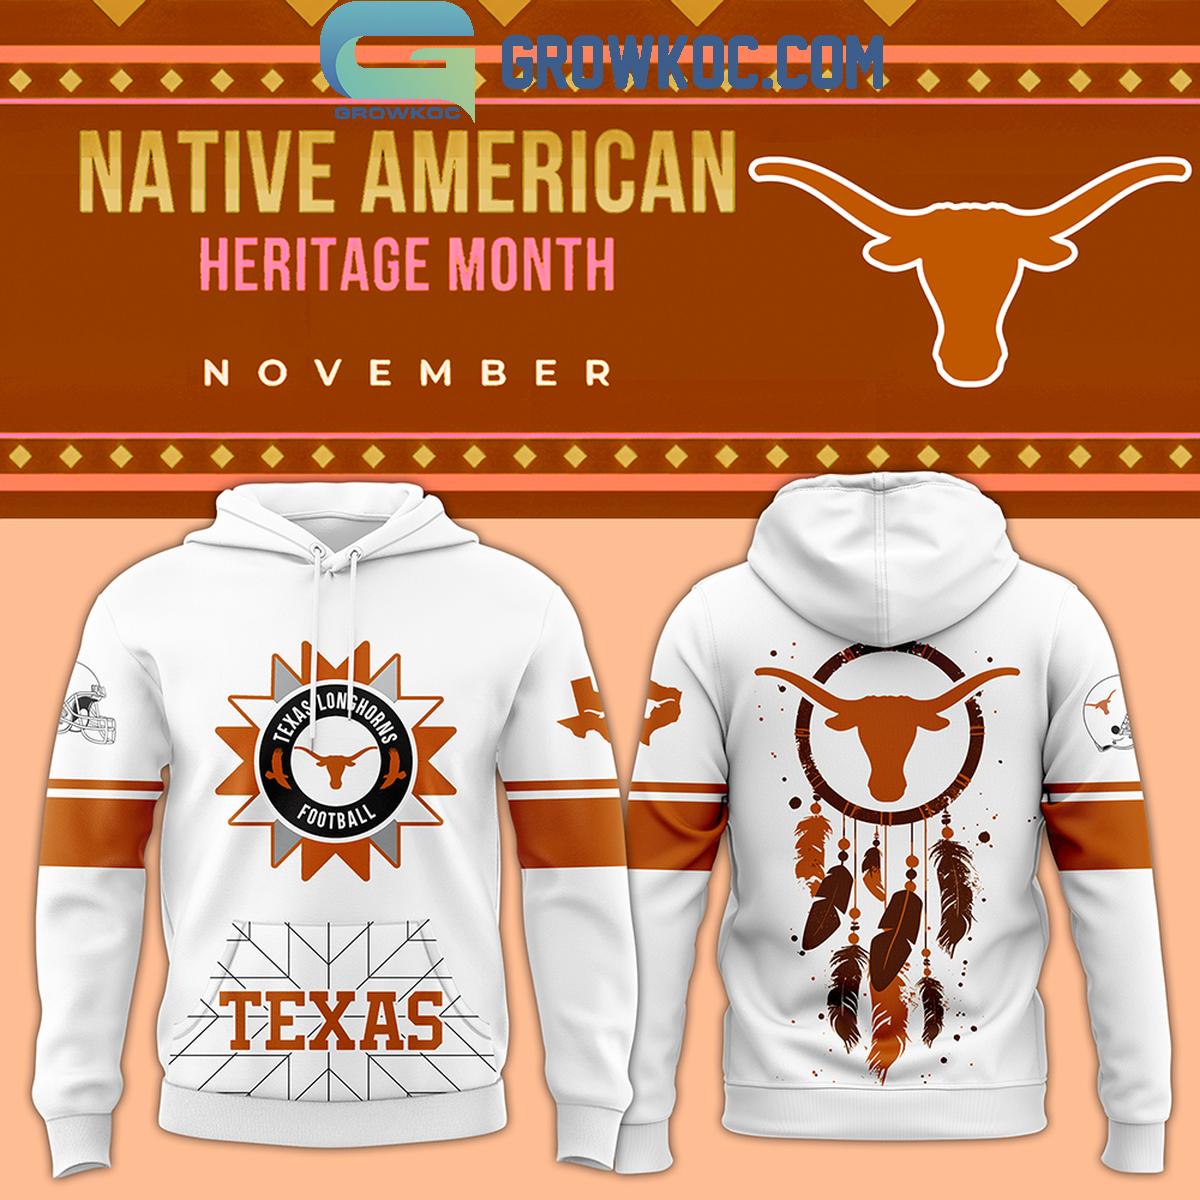 GROWKOC.COM
GROWKOC
NATIVE AMERICAN
HERITAGE MONTH
NOVEMBER
TEXAS LONGHORNS
FOOTBALL
TEXAS